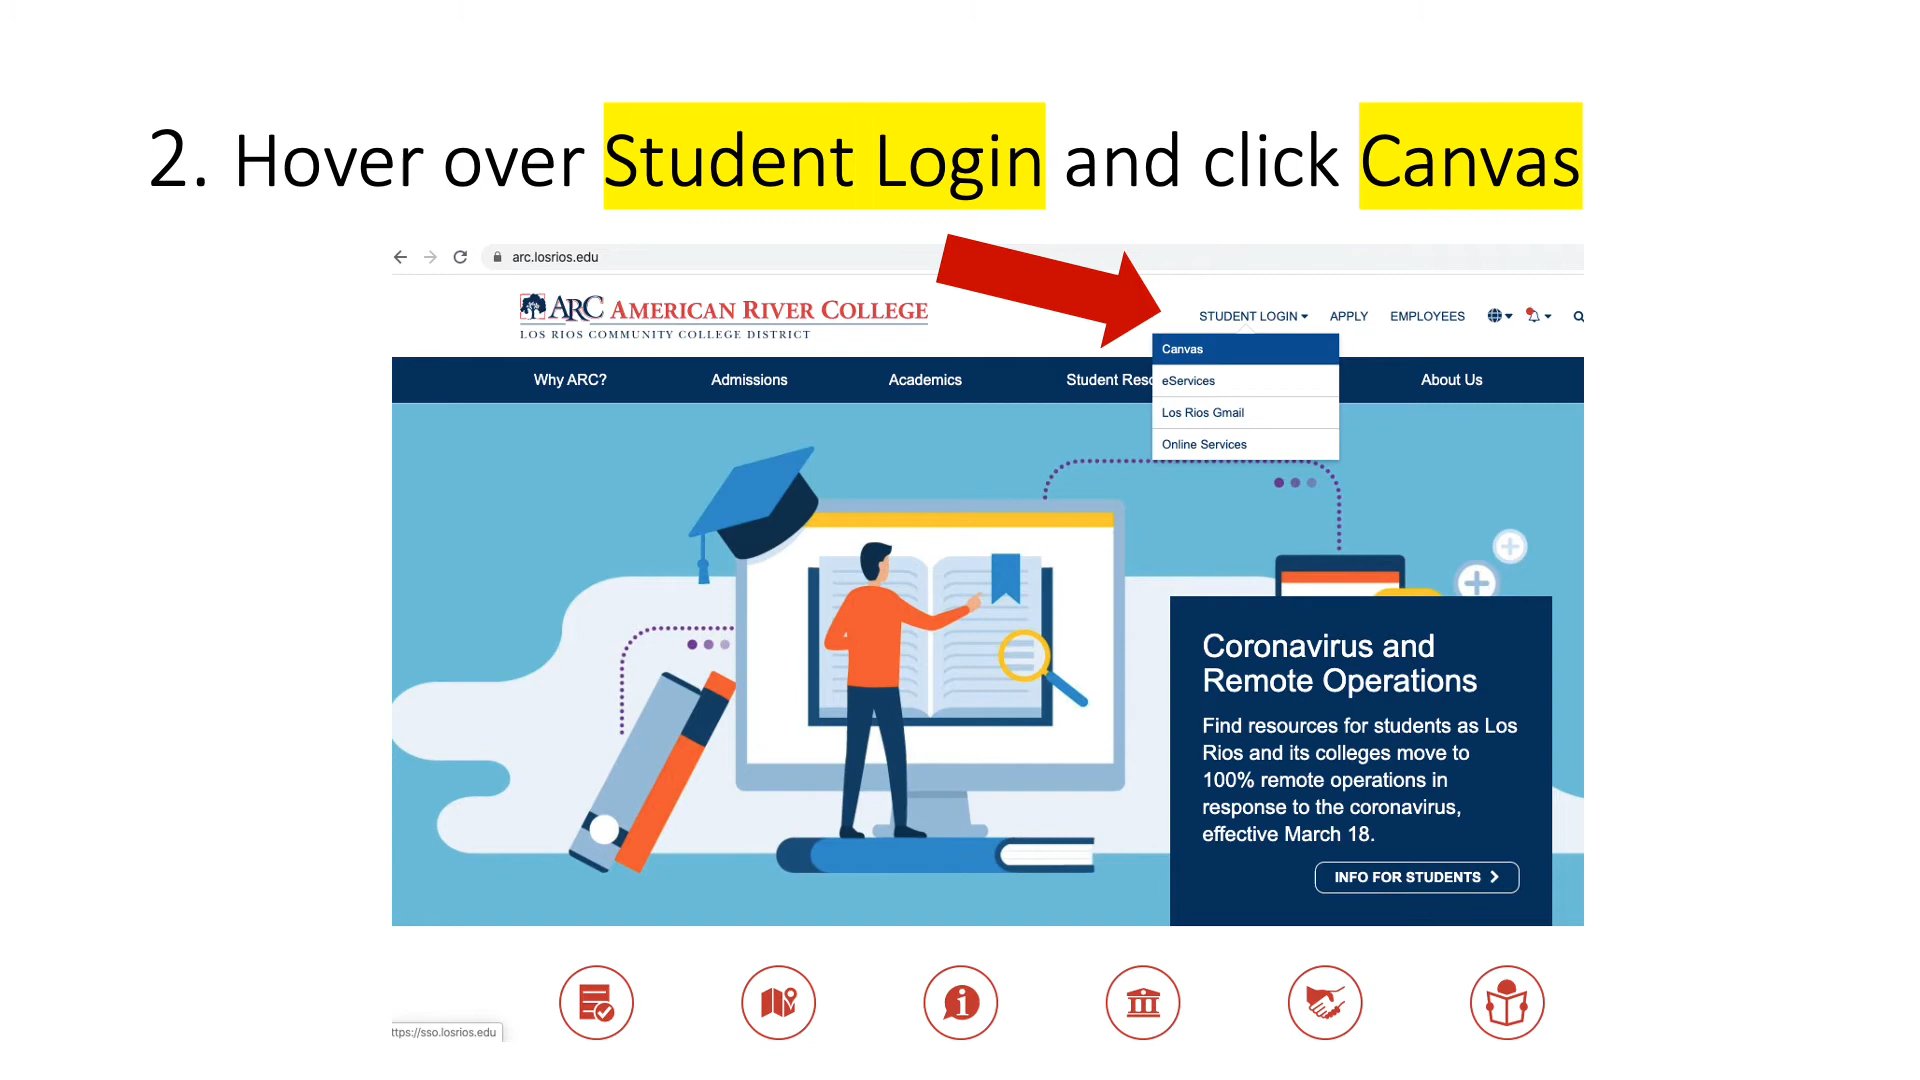 2. Hover over Student Login and click Canvas
arc.losrios.edu
ARC AMERICAN RIVER COLLEGE
LOS RIOS COMMUNITY COLLEGE DISTRICT
STUDENT LOGIN APPLY EMPLOYEES
Canvas
Why ARC? Admissions Academics Student Reso About Us
eServices
Los Rios Gmail
Online Services
Coronavirus and
Remote Operations
Find resources for students as Los
Rios and its colleges move to
100% remote operations in
response to the coronavirus,
effective March 18.
INFO FOR STUDENTS
ttps://sso.losrios.edu